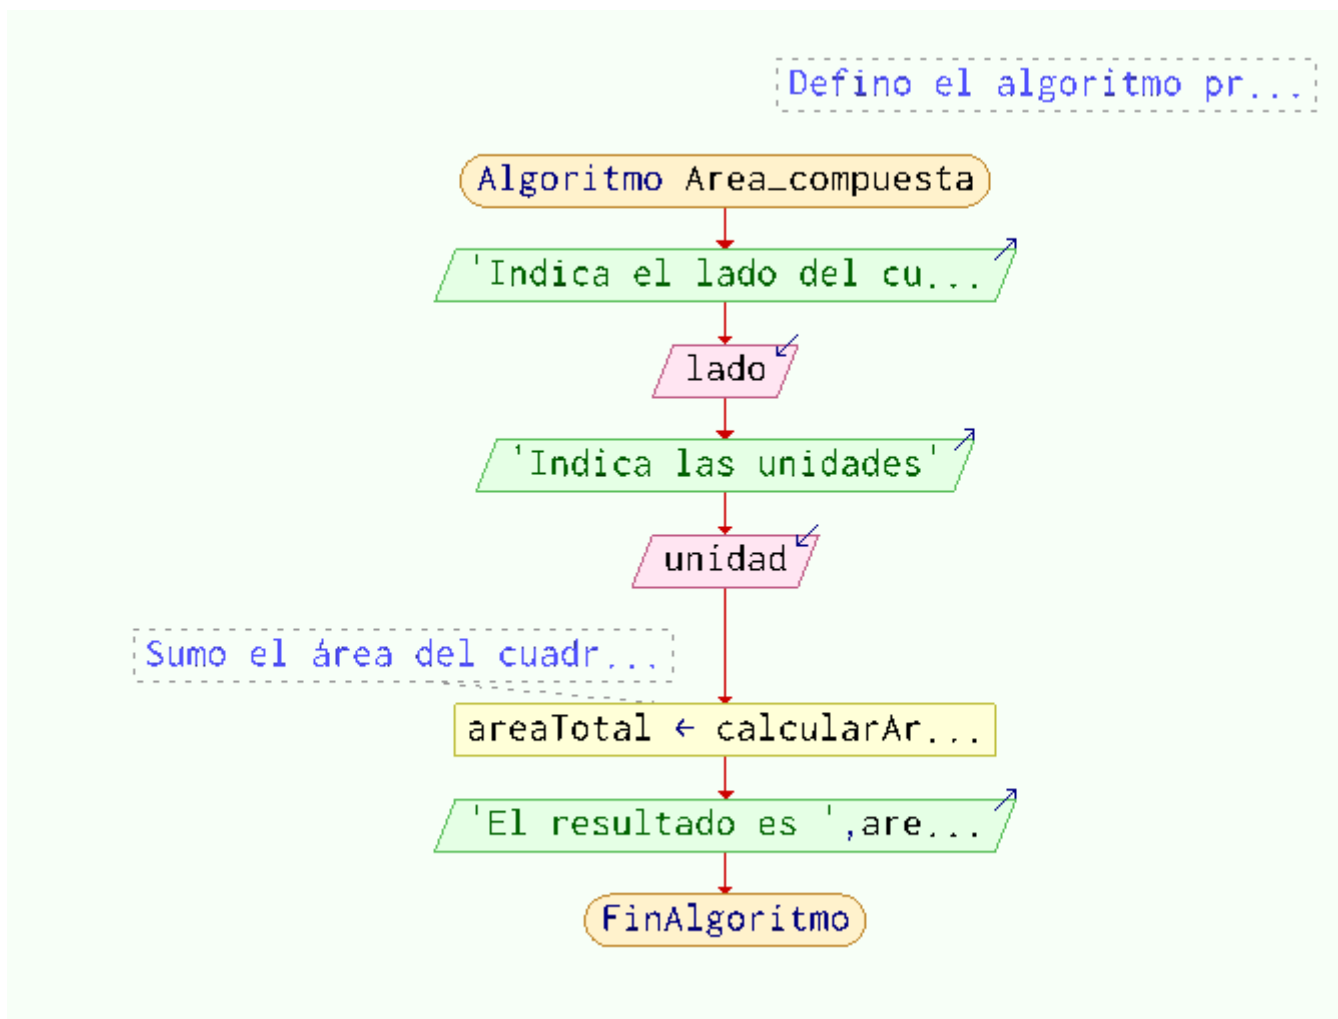 Defino el algoritmo pr...
Algoritmo Area_compuesta
'Indica el lado del cu...
lado
'Indica las unidades'
unidad
Sumo el área del cuadr...
areaTotal ← calcularAr...
'El resultado es ',are...
FinAlgoritmo